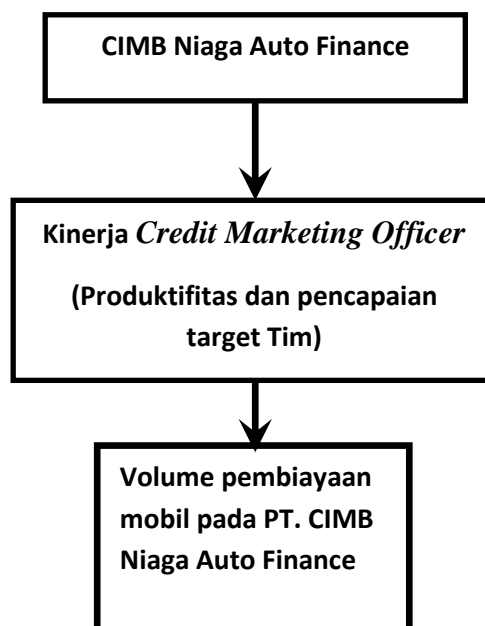 CIMB Niaga Auto Finance
Kinerja Credit Marketing Officer
(Produktifitas dan pencapaian
target Tim)
Volume pembiayaan
mobil pada PT. CIMB
Niaga Auto Finance